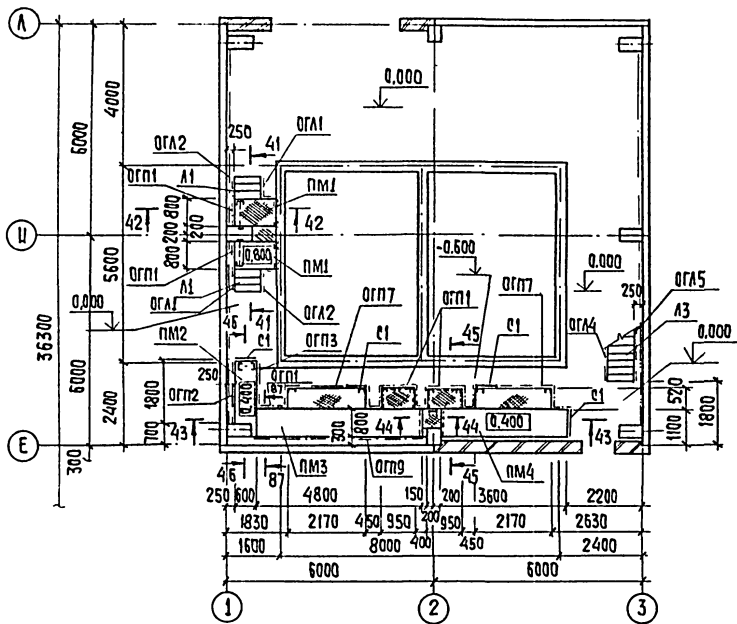 Л
0,000
4000
6000
250
41
ОГЛ2
ОГЛ1
ОГП1
Л1
ПМ1
42
800
42
И
200
-0,600
0,000
800
0,800
ПМ1
ОГП1
5600
36300
Л1
ОГП7
ОГП1
ОГП7
ОГЛ5
0,000
ОГЛ1
ОГЛ2
250
Л3
46
41
ОГП3
С1
45
С1
ОГЛ4
0,000
ПМ2
С1
6000
250
ОГП1
87
2400
1800
ОГП2
0,400
С1
520
1800
700
43
300
800
44
44
0,400
43
1100
Е
300
46
87
ПМ3
ОГП9
45
ПМ4
250
600
4800
150
200
200
3600
2200
1830
2170
450
950
400
950
450
2170
2630
1600
8000
2400
6000
6000
1
2
3